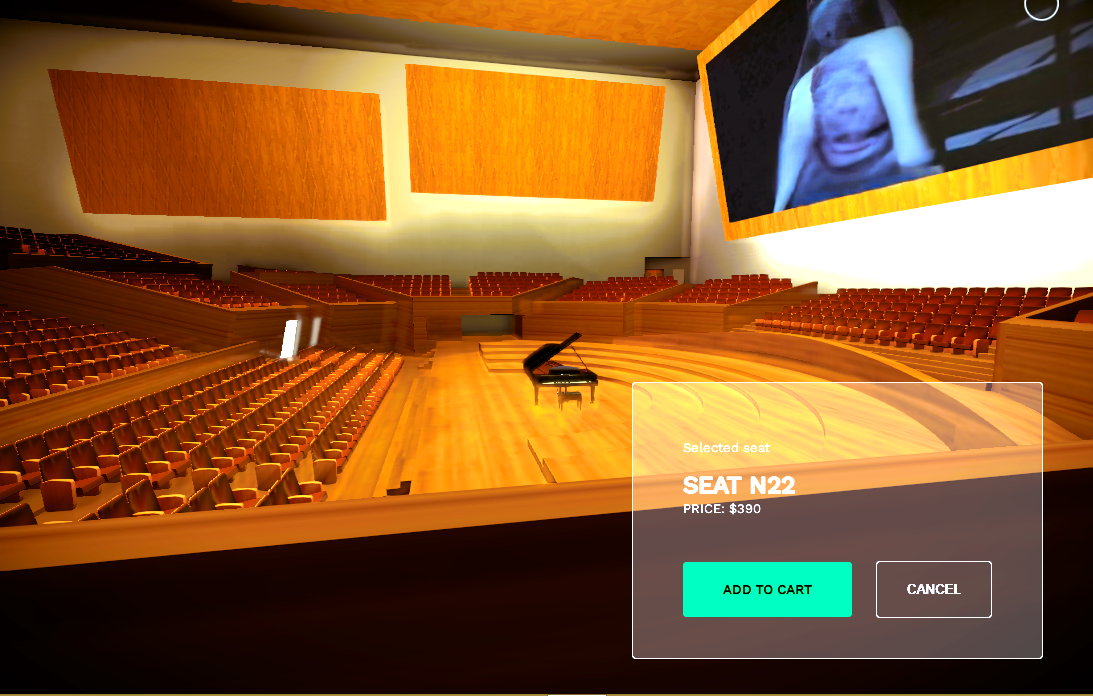 Selected seat
SEAT N22
PRICE: $390
ADD TO CART
CANCEL